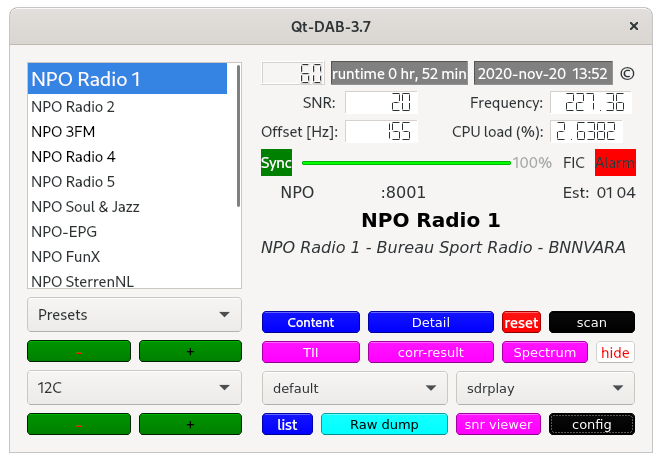 Qt-DAB-3.7 ×
NPO Radio 1
NPO Radio 2
NPO 3FM
NPO Radio 4
NPO Radio 5
NPO Soul & Jazz
NPO-EPG
NPO FunX
NPO SterrenNL
Presets
- +
12C
- +
60 runtime 0 hr, 52 min 2020-nov-20 13:52 ©
SNR: 20 Frequency: 227.36
Offset [Hz]: 155 CPU load (%): 2.6382
Sync 100% FIC Alarm
NPO :8001 Est: 01 04
NPO Radio 1
NPO Radio 1 - Bureau Sport Radio - BNNVARA
Content Detail reset scan
TII corr-result Spectrum hide
default sdrplay
list Raw dump snr viewer config